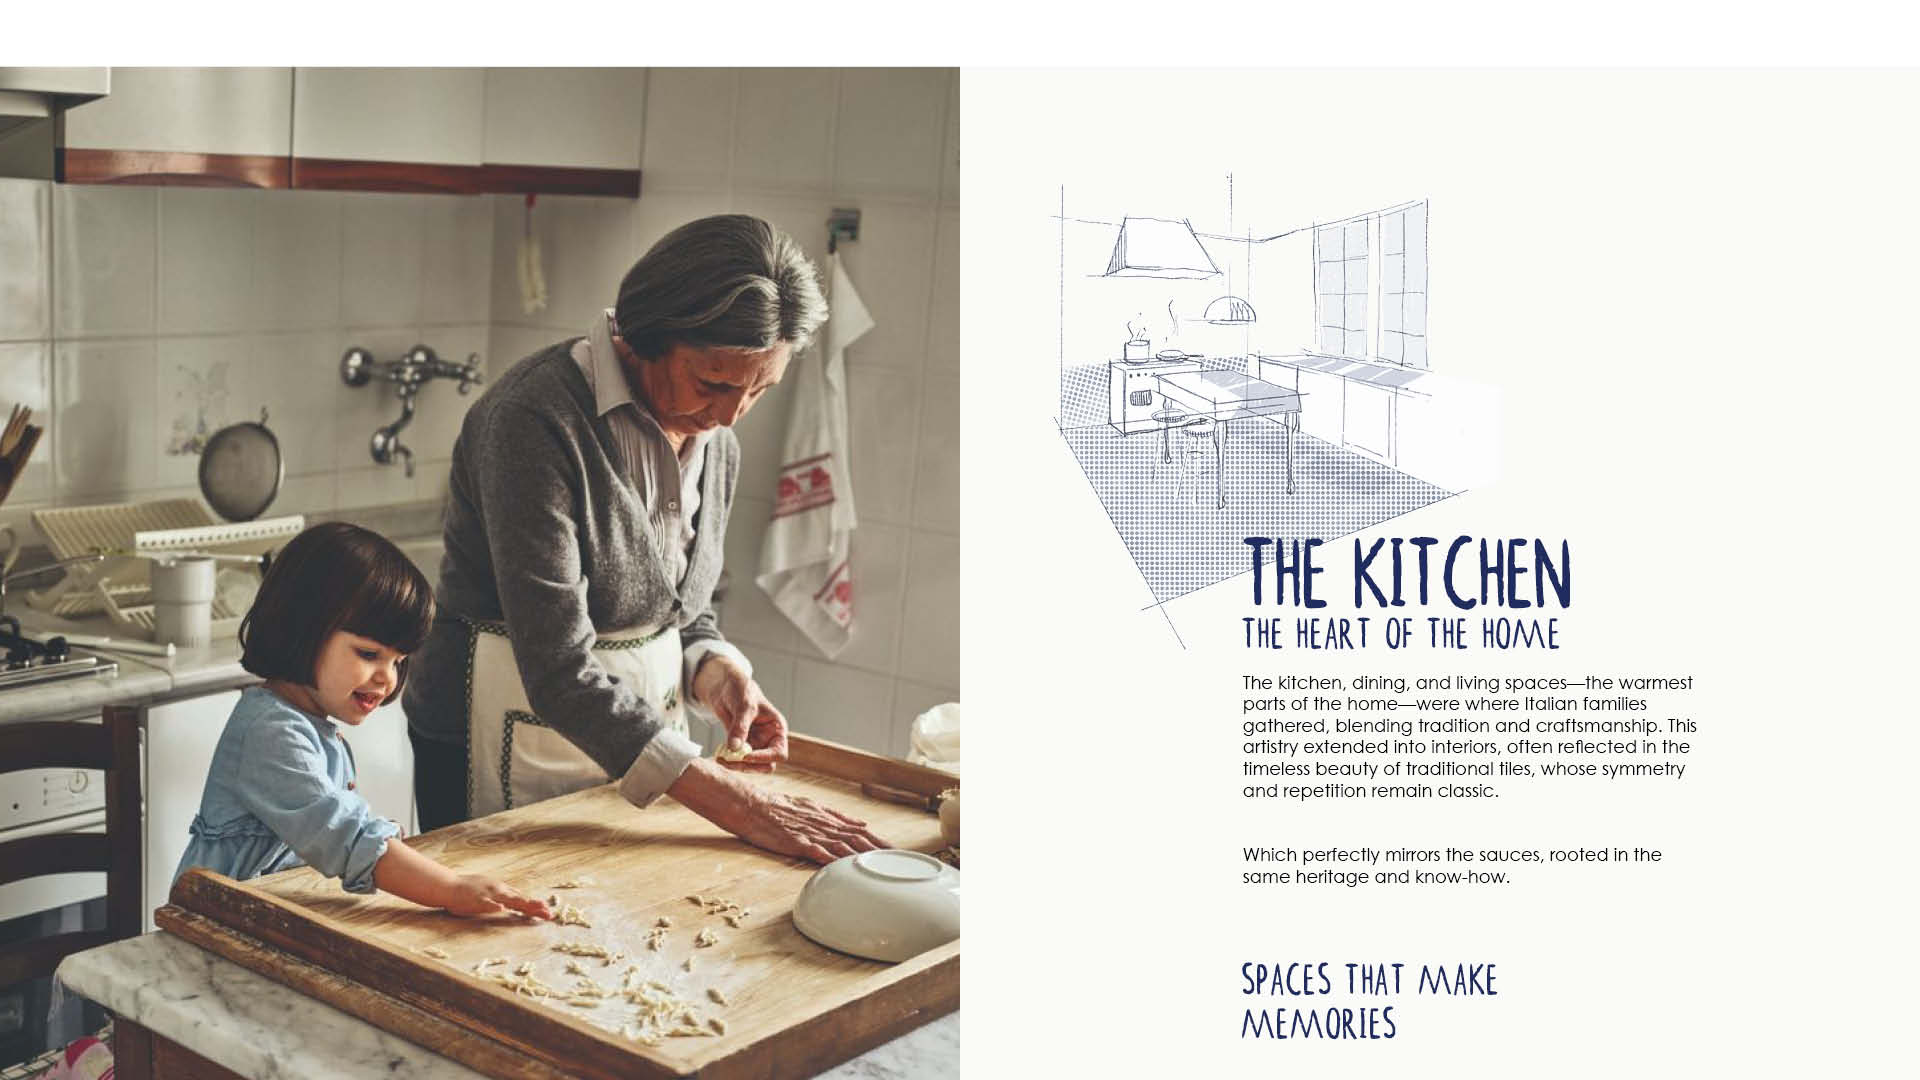 THE KITCHEN
THE HEART OF THE HOME
The kitchen, dining, and living spaces—the warmest
parts of the home—were where Italian families
gathered, blending tradition and craftsmanship. This
artistry extended into interiors, often reflected in the
timeless beauty of traditional tiles, whose symmetry
and repetition remain classic.
Which perfectly mirrors the sauces, rooted in the
same heritage and know-how.
SPACES THAT MAKE
MEMORIES